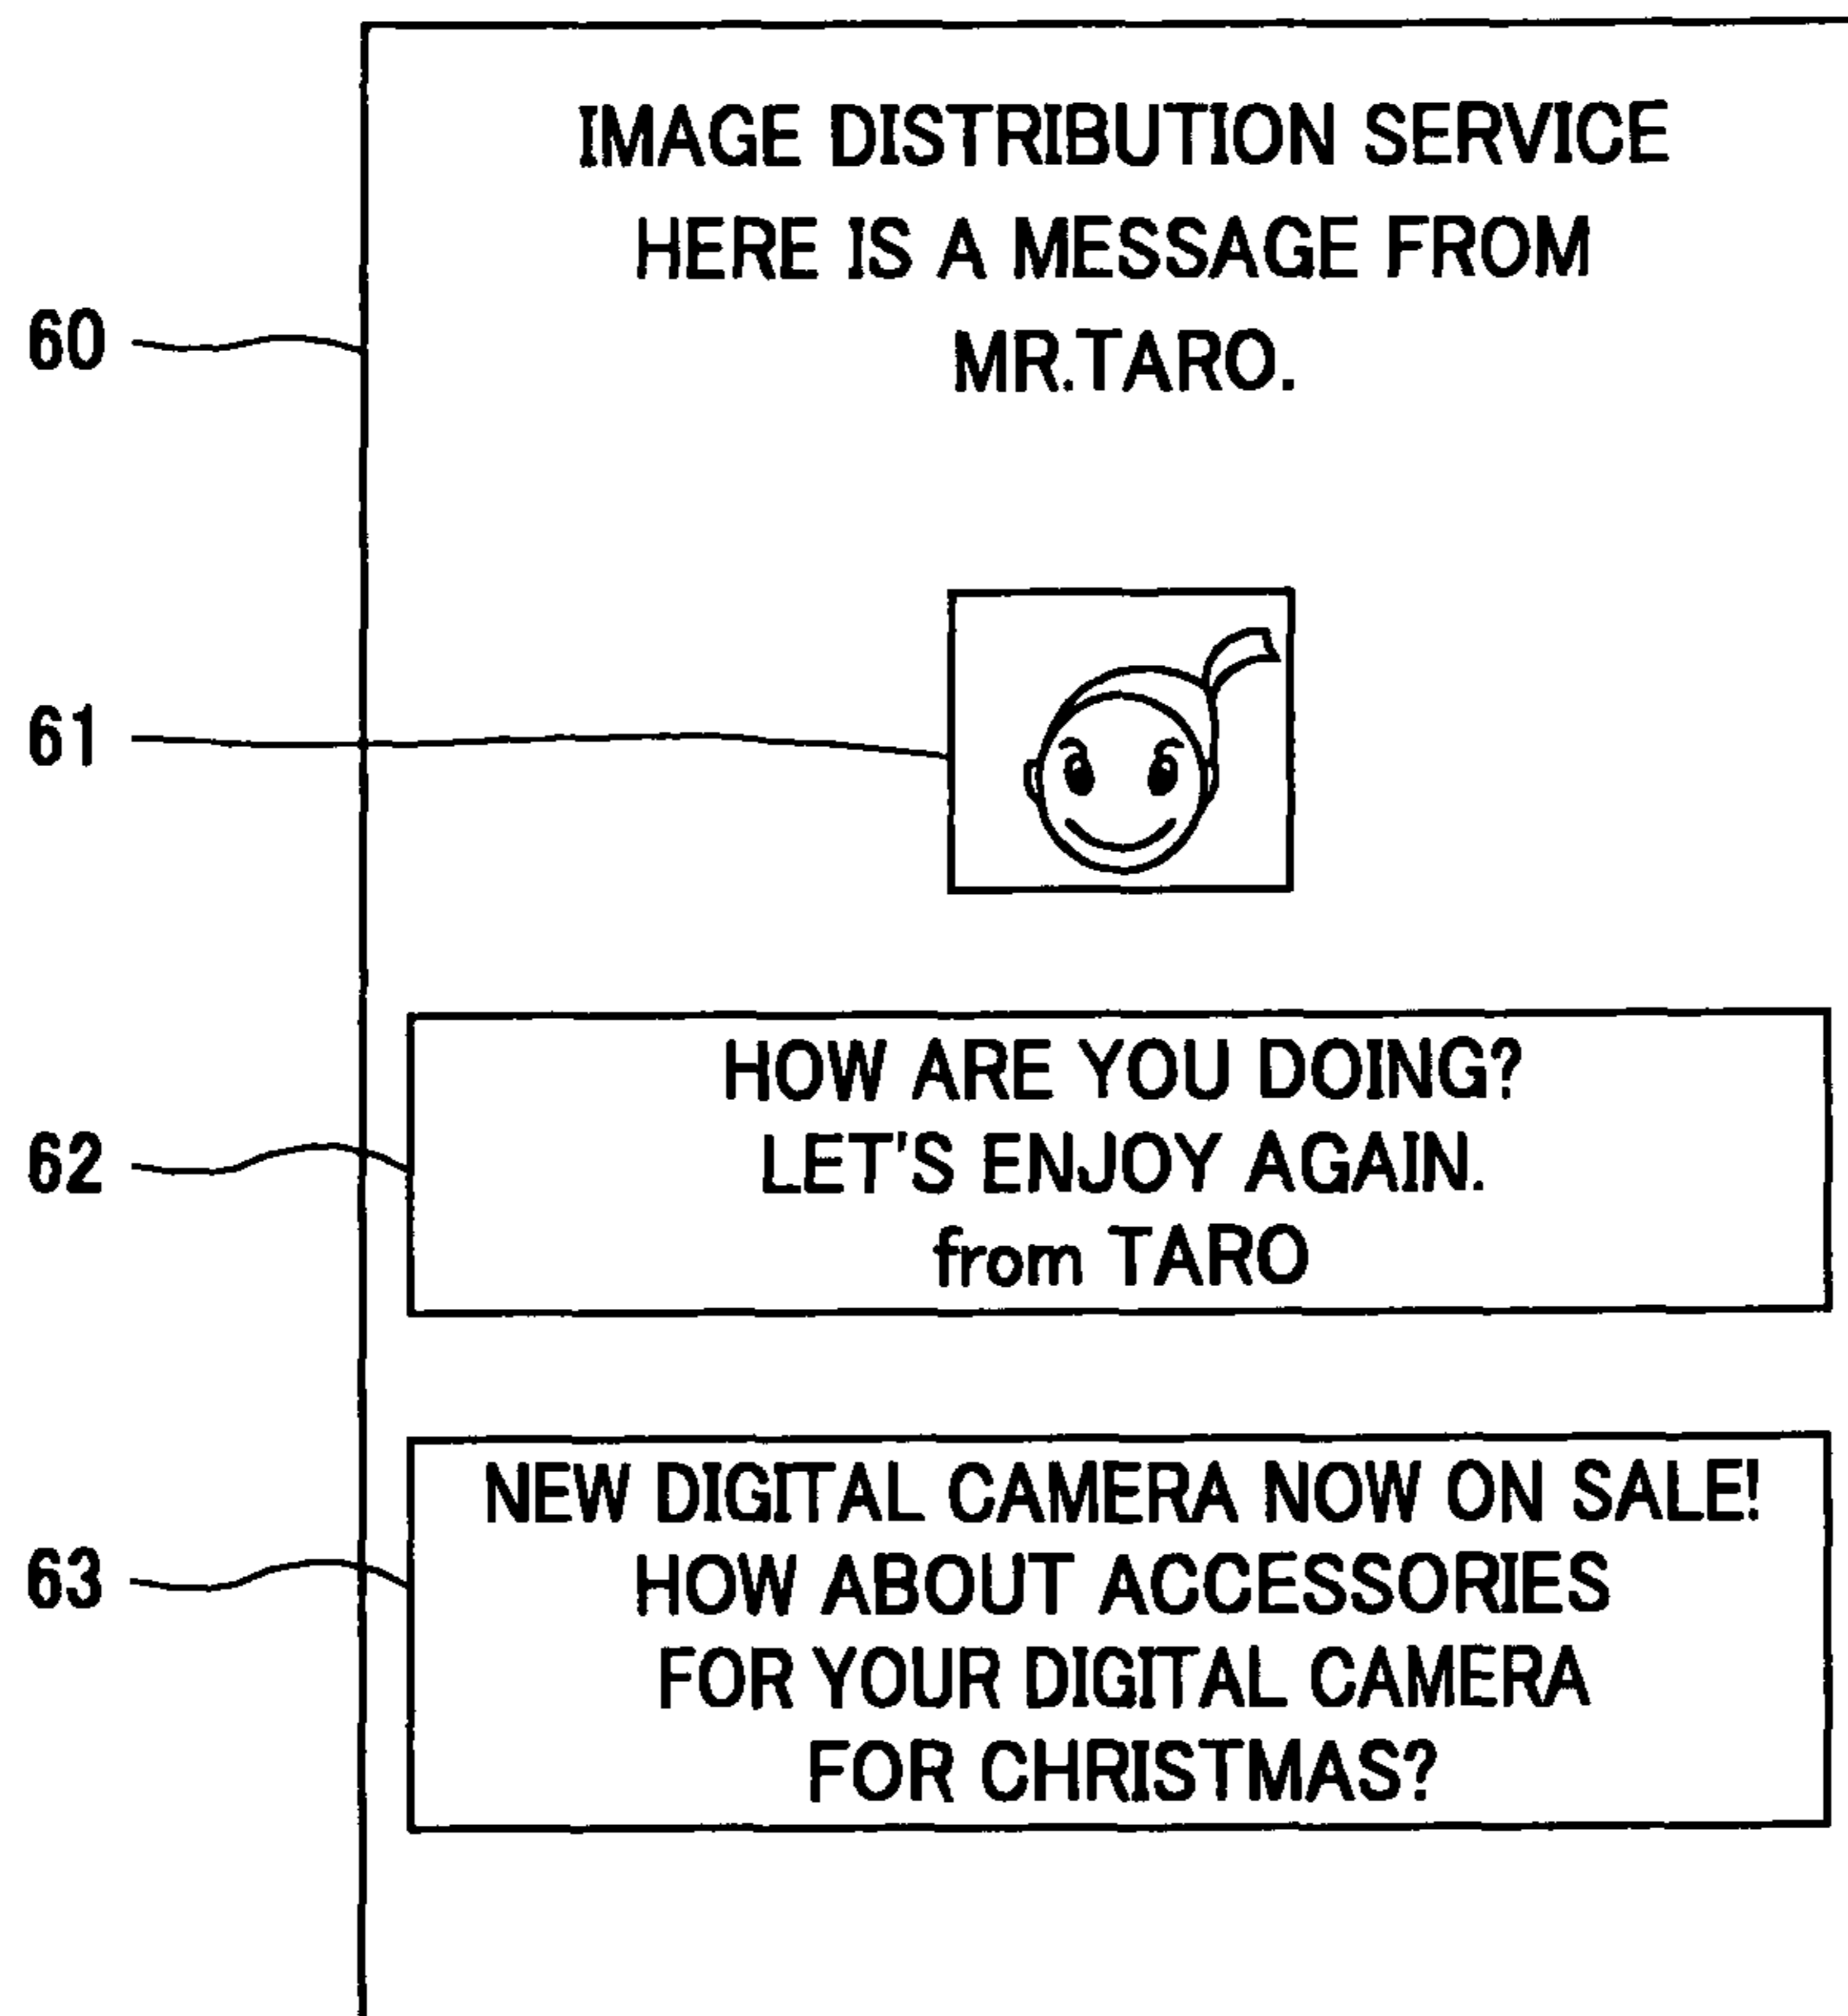 IMAGE DISTRIBUTION SERVICE
HERE IS A MESSAGE FROM
60
MR.TARO.
61
HOW ARE YOU DOING?
62
LET'S ENJOY AGAIN.
from TARO
NEW DIGITAL CAMERA NOW ON SALE!
63
HOW ABOUT ACCESSORIES
FOR YOUR DIGITAL CAMERA
FOR CHRISTMAS?